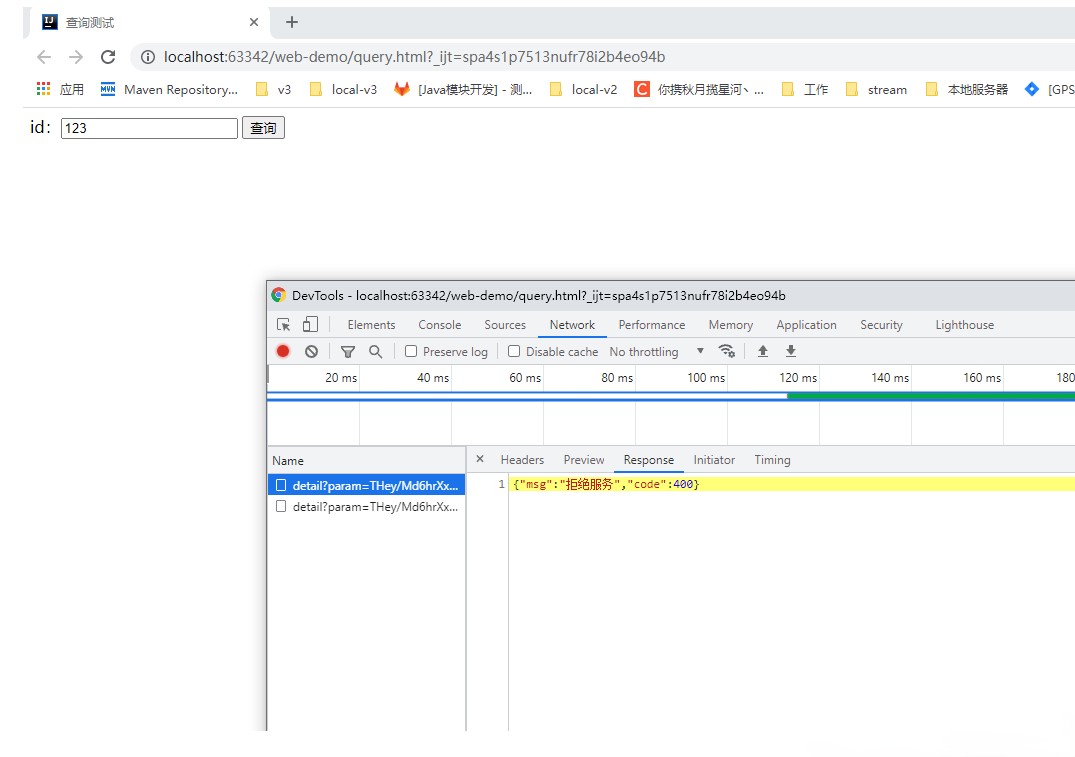 查询测试
localhost:63342/web-demo/query.html?_ijt=spa4s1p7513nufr78i2b4eo94b
应用 MVN Maven Repository... v3 local-v3 [Java模块开发] - 测... local-v2 C 你携秋月揽星河丶... 工作 stream 本地服务器 [GPS
id: 123 查询
DevTools - localhost:63342/web-demo/query.html?_ijt=spa4s1p7513nufr78i2b4eo94b
Elements Console Sources Network Performance Memory Application Security Lighthouse
Preserve log Disable cache No throttling
20 ms 40 ms 60 ms 80 ms 100 ms 120 ms 140 ms 160 ms 180
Name Headers Preview Response Initiator Timing
detail?param=THey/Md6hrXx... 1 {"msg":"拒绝服务","code":400}
detail?param=THey/Md6hrXx...